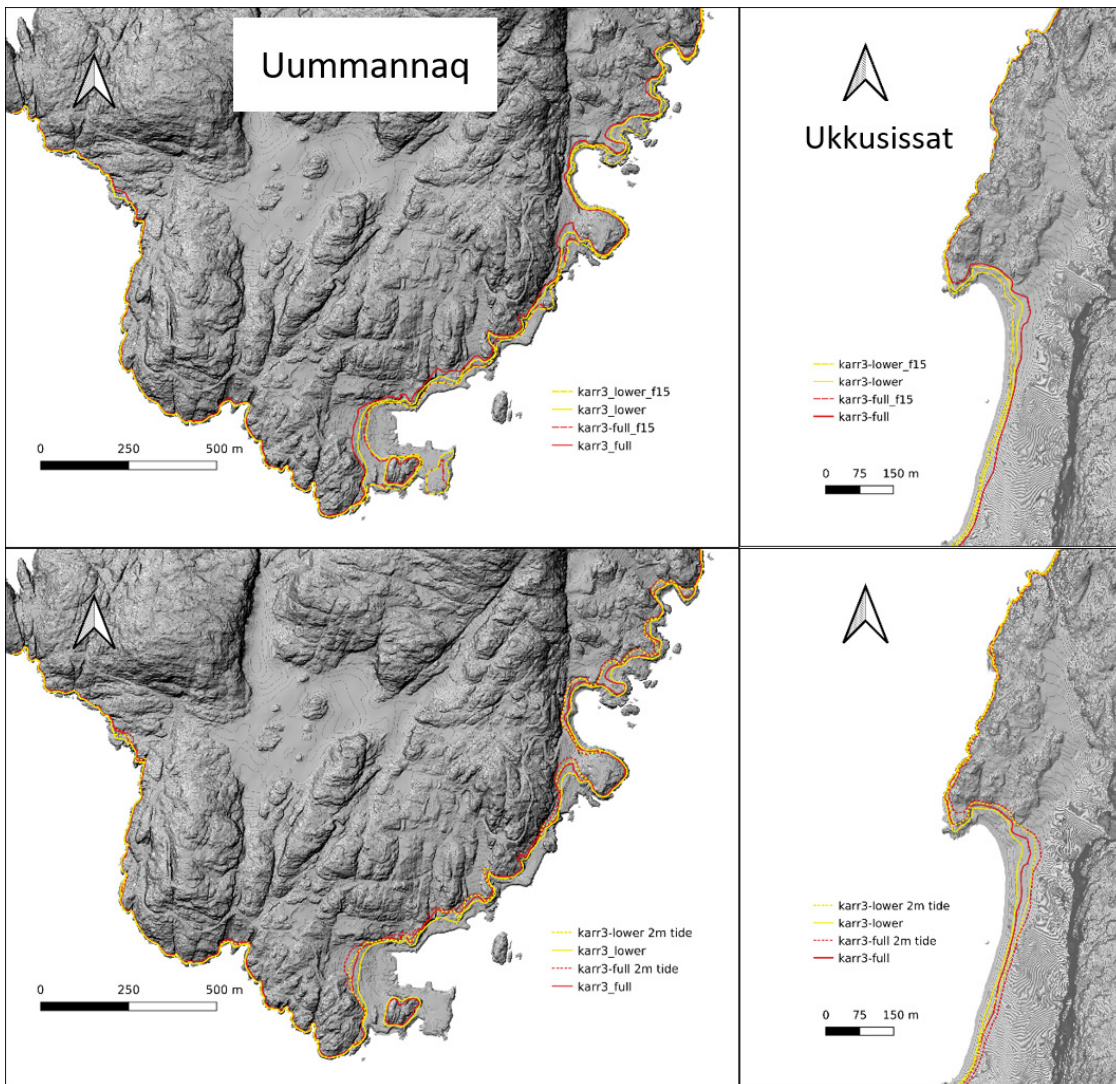 Uummannaq
Ukkusissat
karr3_lower_f15
karr3_lower
karr3-full_f15
karr3_full
0 250 500 m
karr3-lower_f15
karr3-lower
karr3-full_f15
karr3-full
0 75 150 m
karr3-lower 2m tide
karr3_lower
karr3-full 2m tide
karr3_full
0 250 500 m
karr3-lower 2m tide
karr3-lower
karr3-full 2m tide
karr3-full
0 75 150 m